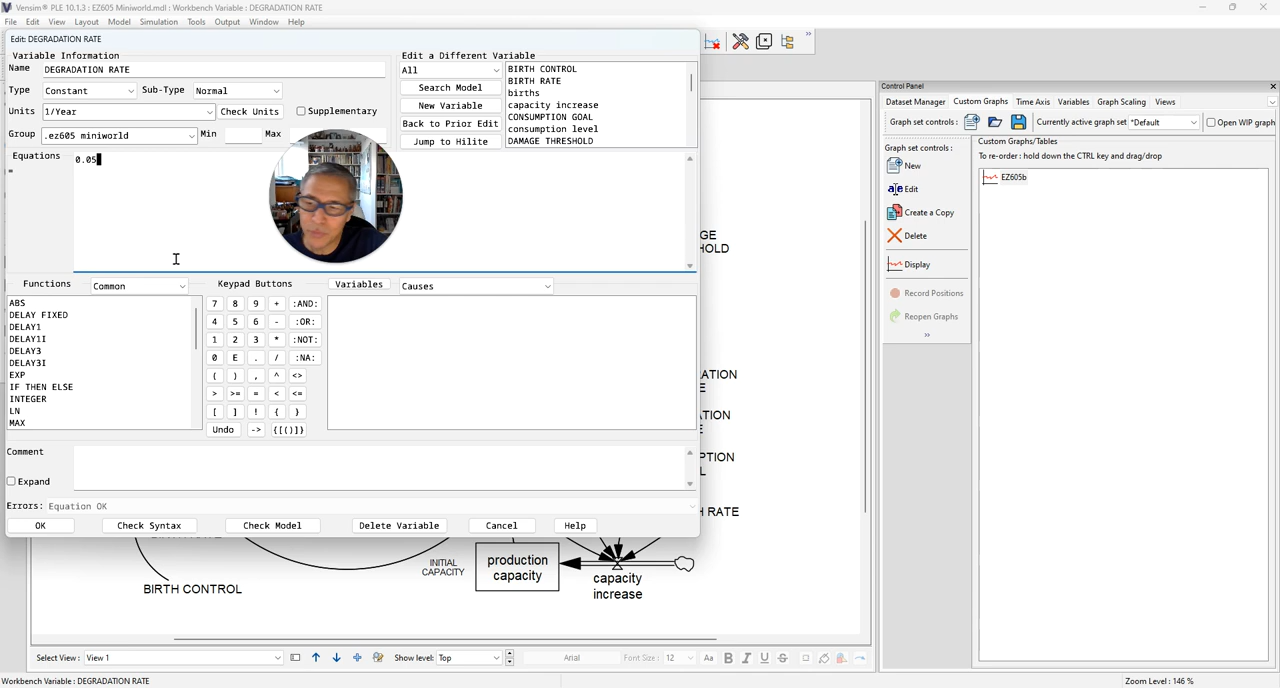 Vensim® PLE 10.1.3 : EZ605 Miniworld.mdl : Workbench Variable : DEGRADATION RATE
File Edit View Layout Model Simulation Tools Output Window Help
Edit: DEGRADATION RATE
Variable Information
Name DEGRADATION RATE
Type Constant Sub-Type Normal
Units 1/Year Check Units Supplementary
Group .ez605 miniworld Min Max
Edit a Different Variable
All
Search Model
New Variable
Back to Prior Edit
Jump to Hilite
BIRTH CONTROL
BIRTH RATE
births
capacity increase
CONSUMPTION GOAL
consumption level
DAMAGE THRESHOLD
Equations
=
0.05
Functions Common
ABS
DELAY FIXED
DELAY1
DELAY1I
DELAY3
DELAY3I
EXP
IF THEN ELSE
INTEGER
LN
MAX
Keypad Buttons
7 8 9 + :AND:
4 5 6 - :OR:
1 2 3 * :NOT:
0 E . / :NA:
( ) , ^ <>
> >= = < <=
[ ] ! { }
Undo -> {[()]}
Variables Causes
Comment
Expand
Errors: Equation OK
OK Check Syntax Check Model Delete Variable Cancel Help
GE
HOLD
ATION
E
TION
E
PTION
L
H RATE
BIRTH CONTROL
INITIAL
CAPACITY
production
capacity
capacity
increase
Control Panel
Dataset Manager Custom Graphs Time Axis Variables Graph Scaling Views
Graph set controls : Currently active graph set *Default Open WIP graph
Graph set controls :
New
Edit
Create a Copy
Delete
Display
Record Positions
Reopen Graphs
Custom Graphs/Tables
To re-order : hold down the CTRL key and drag/drop
EZ605b
Select View : View 1 Show level: Top Arial Font Size : 12 Aa B I U S
Workbench Variable : DEGRADATION RATE
Zoom Level : 146 %